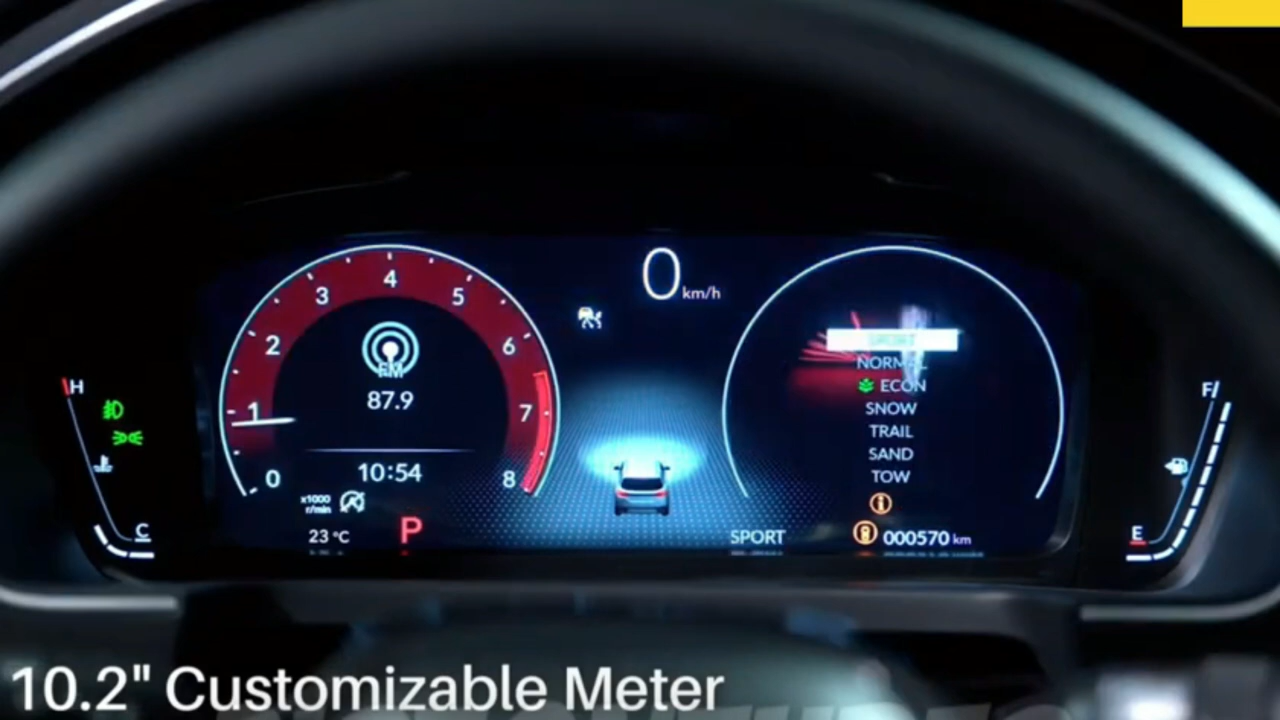 0 km/h
4
3
5
2
6
1
7
0
8
FM
87.9
10:54
x1000
r/min
23 °C
P
H
C
SPORT
NORMAL
ECON
SNOW
TRAIL
SAND
TOW
SPORT
000570 km
F
E
10.2" Customizable Meter